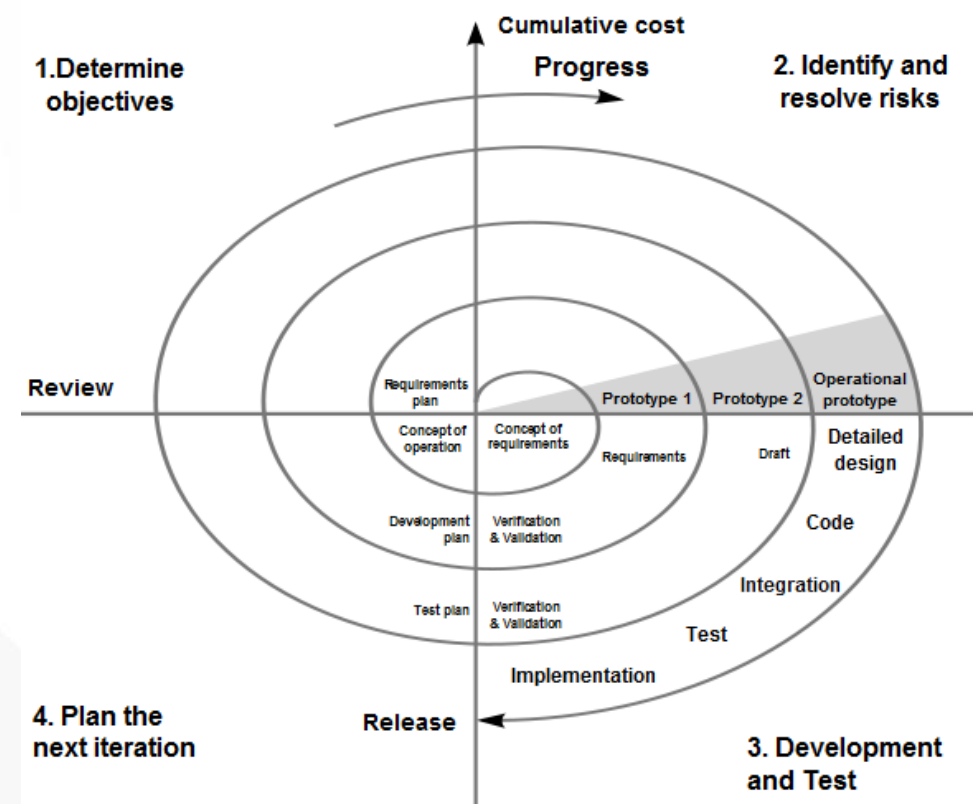 Cumulative cost
Progress
1.Determine
objectives
2. Identify and
resolve risks
Review
Requirements
plan
Prototype 1
Prototype 2
Operational
prototype
Concept of
operation
Concept of
requirements
Requirements
Draft
Detailed
design
Development
plan
Verification
& Validation
Code
Test plan
Verification
& Validation
Integration
Test
Implementation
Release
4. Plan the
next iteration
3. Development
and Test